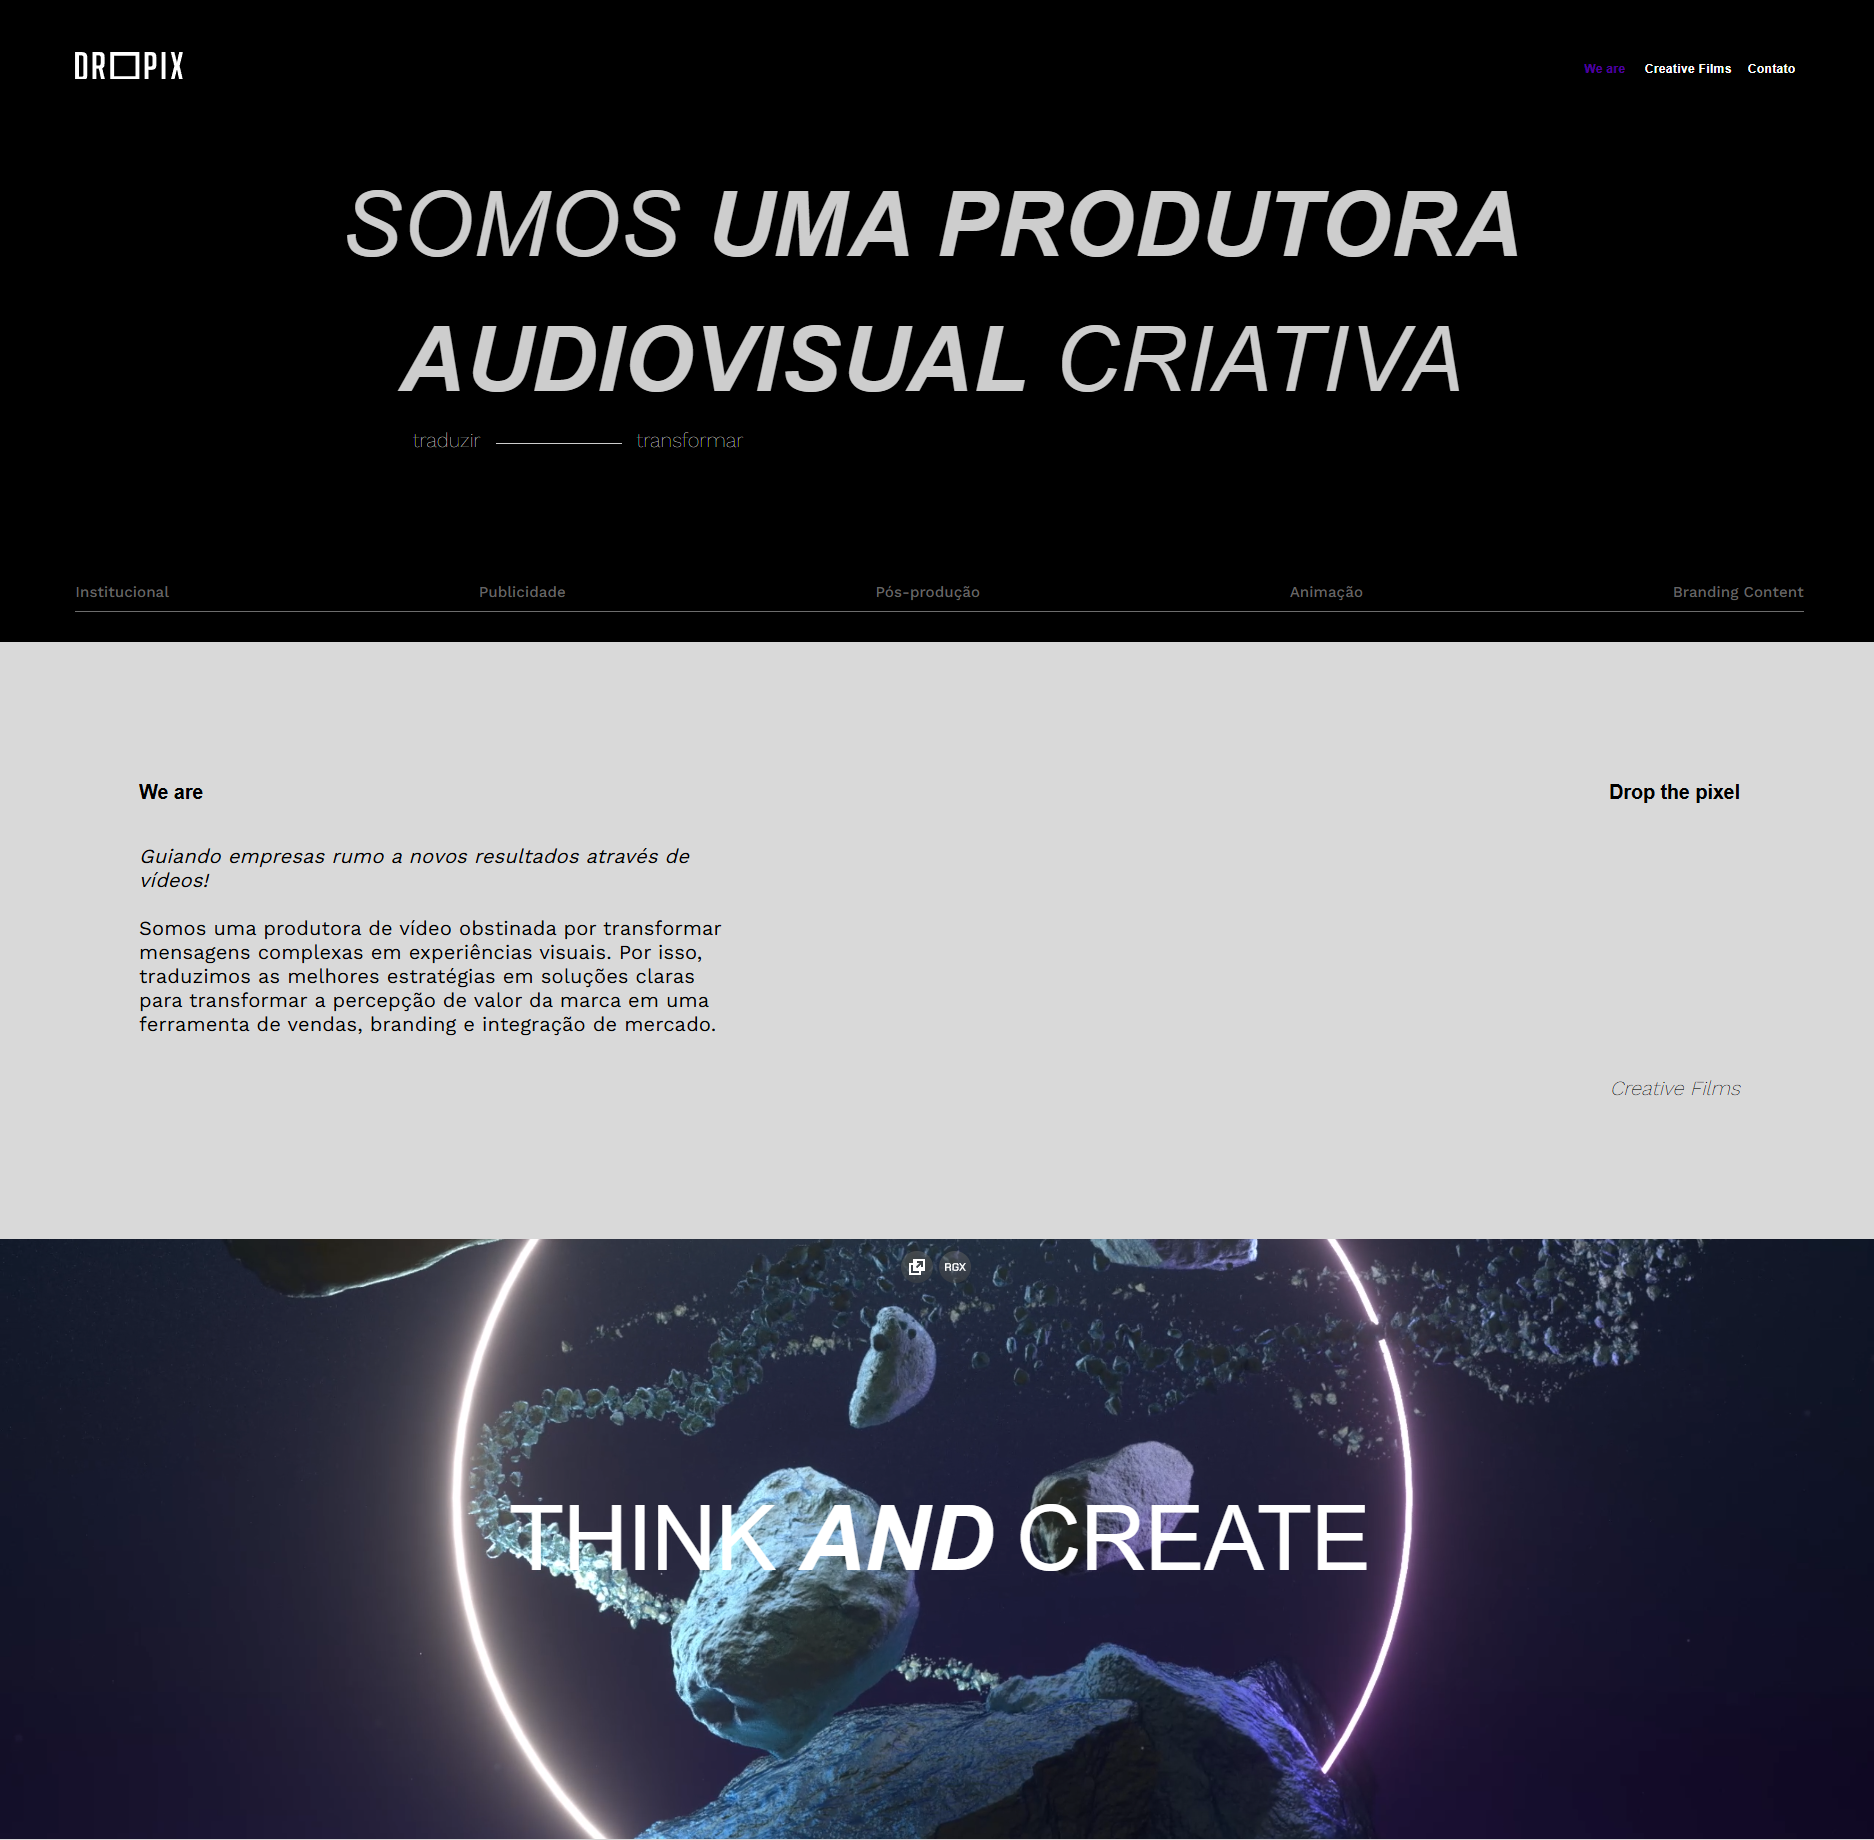 DROPIX
We are Creative Films Contato
SOMOS UMA PRODUTORA
AUDIOVISUAL CRIATIVA
traduzir transformar
Institucional Publicidade Pós-produção Animação Branding Content
We are
Drop the pixel
Guiando empresas rumo a novos resultados através de
vídeos!
Somos uma produtora de vídeo obstinada por transformar
mensagens complexas em experiências visuais. Por isso,
traduzimos as melhores estratégias em soluções claras
para transformar a percepção de valor da marca em uma
ferramenta de vendas, branding e integração de mercado.
Creative Films
RGX
THINK AND CREATE